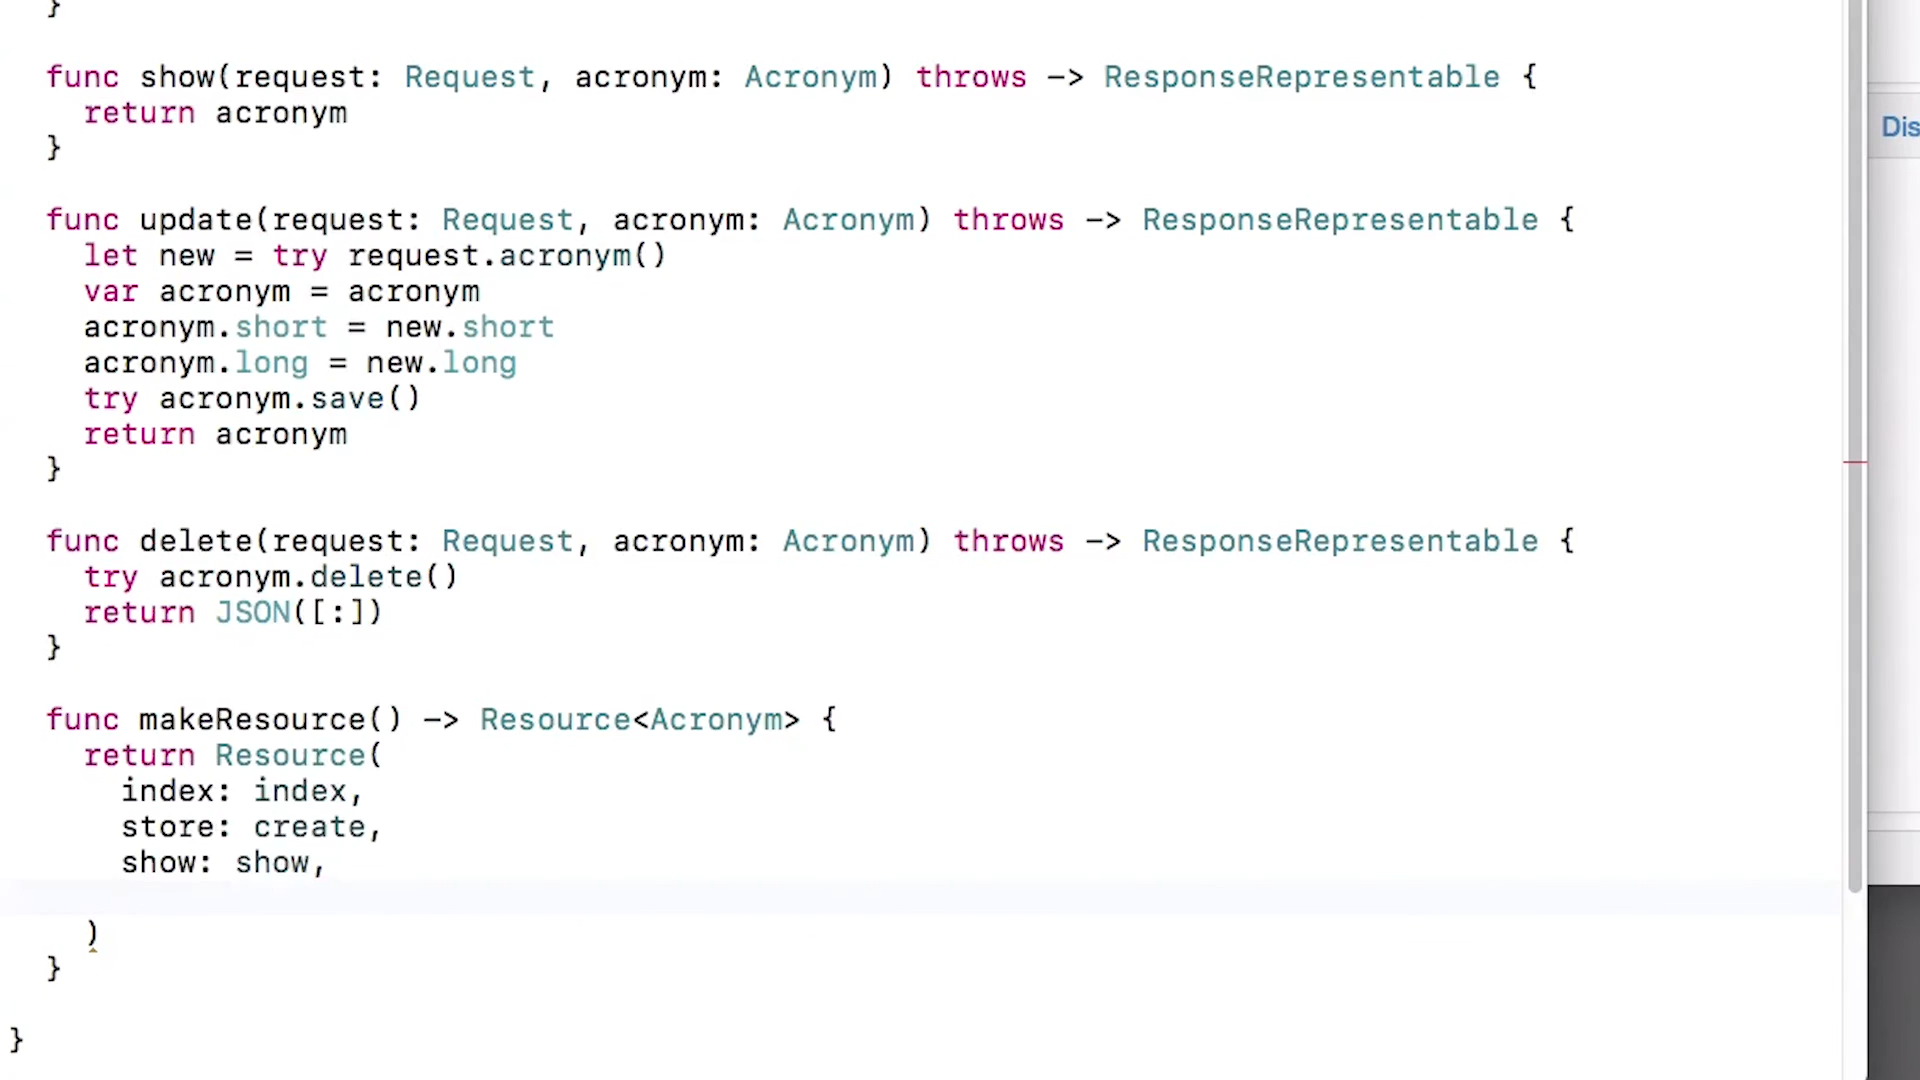 }
func show(request: Request, acronym: Acronym) throws -> ResponseRepresentable {
return acronym
}
func update(request: Request, acronym: Acronym) throws -> ResponseRepresentable {
let new = try request.acronym()
var acronym = acronym
acronym.short = new.short
acronym.long = new.long
try acronym.save()
return acronym
}
func delete(request: Request, acronym: Acronym) throws -> ResponseRepresentable {
try acronym.delete()
return JSON([:])
}
func makeResource() -> Resource<Acronym> {
return Resource(
index: index,
store: create,
show: show,
)
}
}
Dis